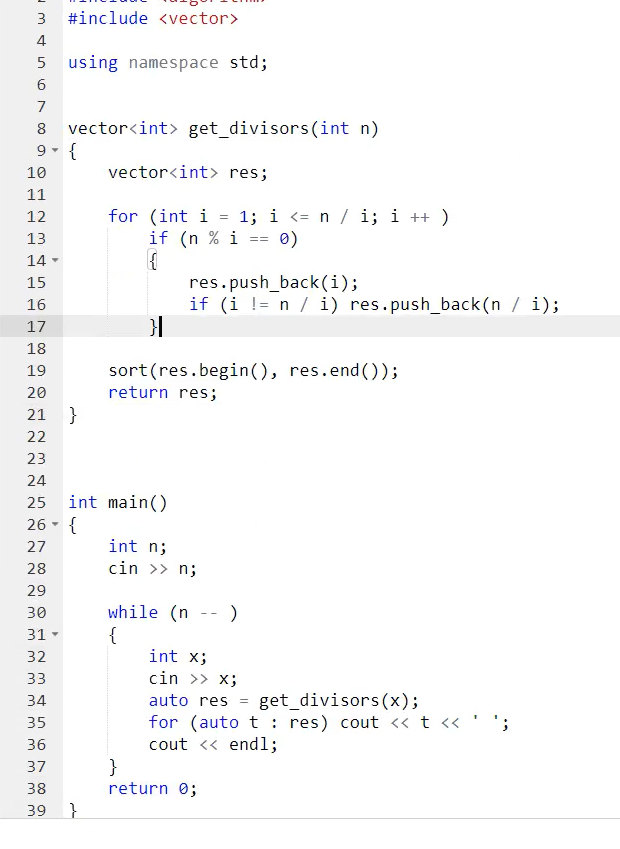 3 #include <vector>
4
5 using namespace std;
6
7
8 vector<int> get_divisors(int n)
9 {
10     vector<int> res;
11
12     for (int i = 1; i <= n / i; i ++ )
13         if (n % i == 0)
14         {
15             res.push_back(i);
16             if (i != n / i) res.push_back(n / i);
17         }
18
19     sort(res.begin(), res.end());
20     return res;
21 }
22
23
24
25 int main()
26 {
27     int n;
28     cin >> n;
29
30     while (n -- )
31     {
32         int x;
33         cin >> x;
34         auto res = get_divisors(x);
35         for (auto t : res) cout << t << ' ';
36         cout << endl;
37     }
38     return 0;
39 }